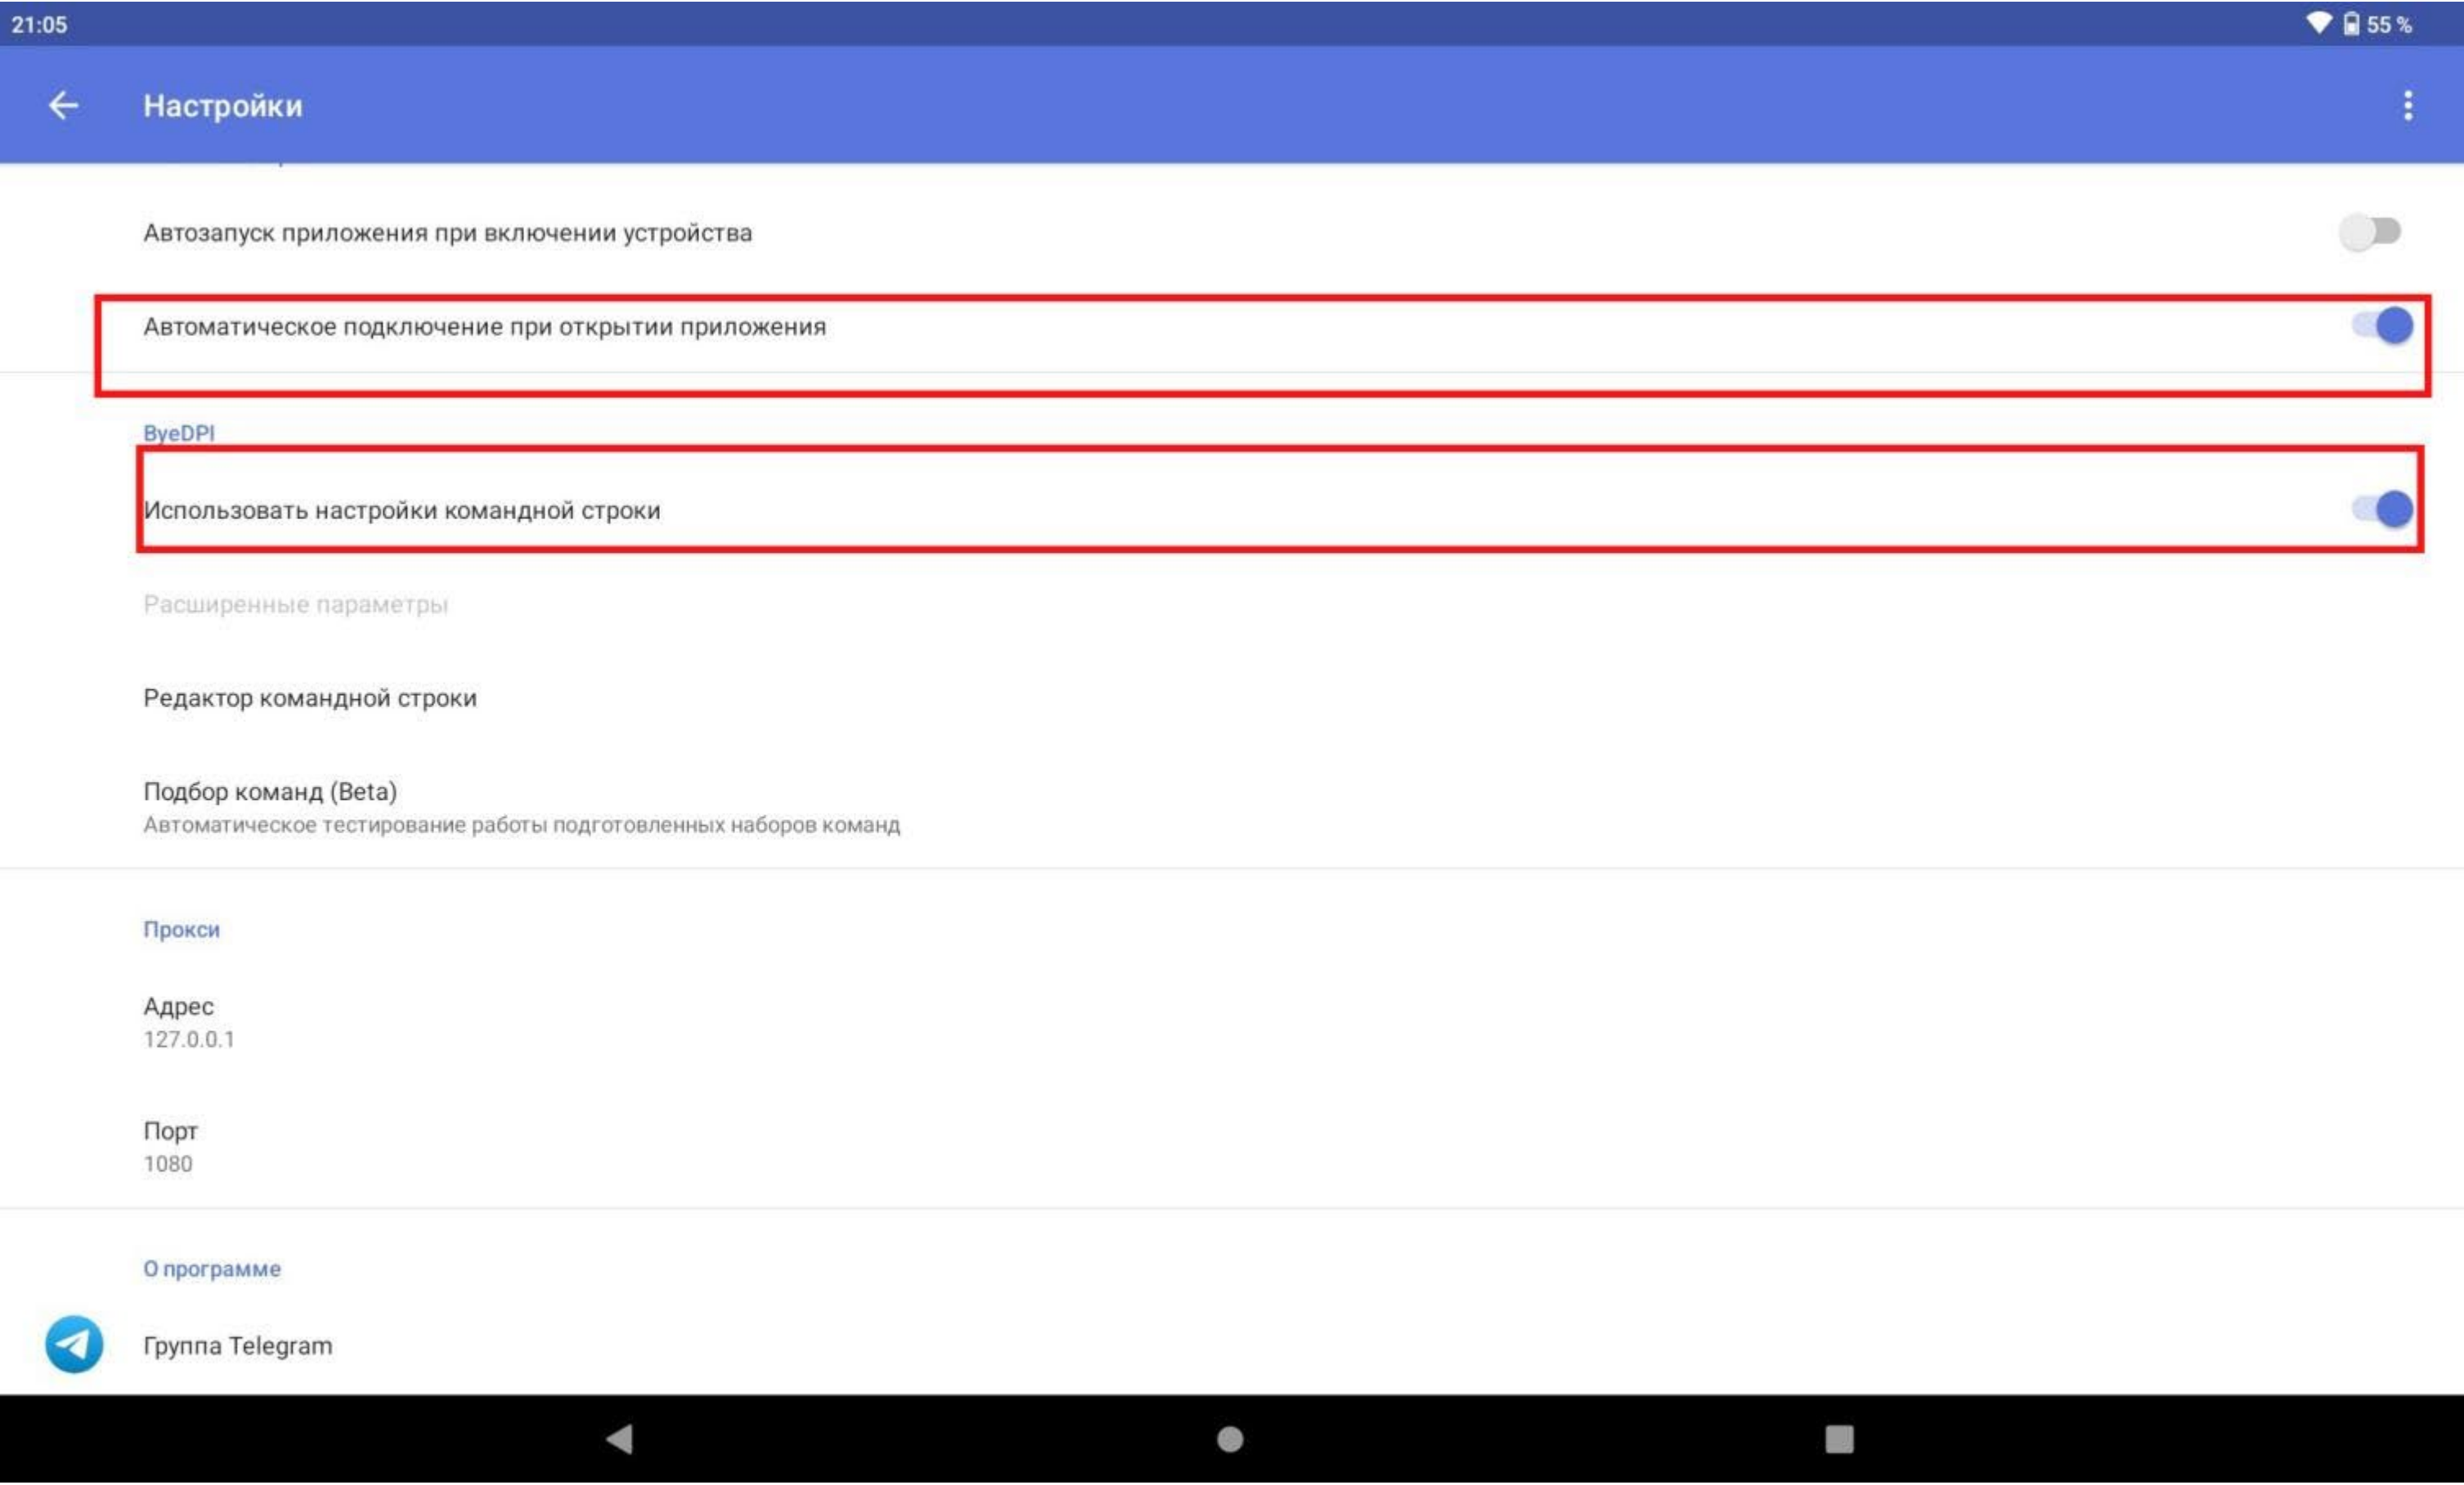 21:05
55 %
Настройки
Автозапуск приложения при включении устройства
Автоматическое подключение при открытии приложения
ByeDPI
Использовать настройки командной строки
Расширенные параметры
Редактор командной строки
Подбор команд (Beta)
Автоматическое тестирование работы подготовленных наборов команд
Прокси
Адрес
127.0.0.1
Порт
1080
О программе
Группа Telegram